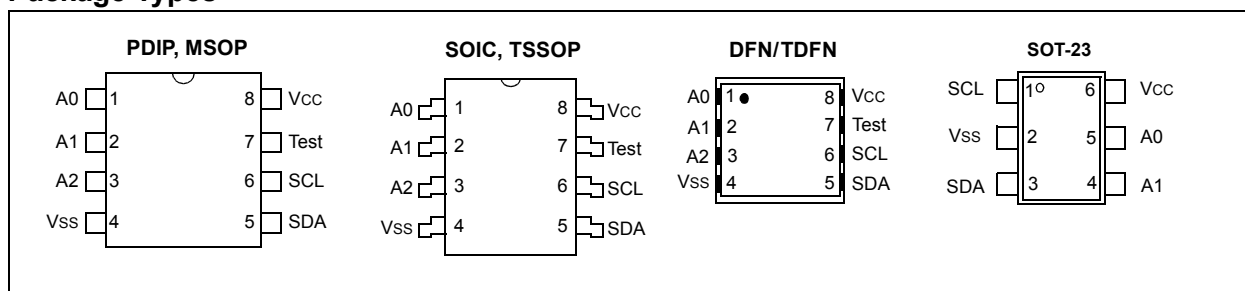 Package Types
PDIP, MSOP
A0 1 8 VCC
A1 2 7 Test
A2 3 6 SCL
VSS 4 5 SDA
SOIC, TSSOP
A0 1 8 VCC
A1 2 7 Test
A2 3 6 SCL
VSS 4 5 SDA
DFN/TDFN
A0 1 8 VCC
A1 2 7 Test
A2 3 6 SCL
VSS 4 5 SDA
SOT-23
SCL 1 6 VCC
VSS 2 5 A0
SDA 3 4 A1